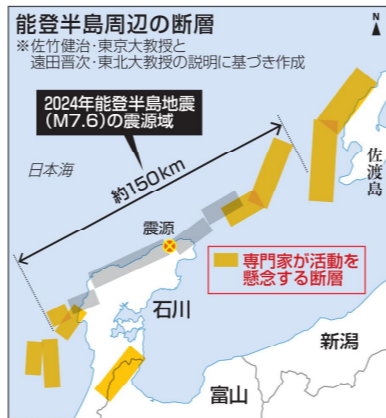 能登半島周辺の断層
※佐竹健治・東京大教授と
遠田晋次・東北大教授の説明に基づき作成
N
2024年能登半島地震
(M7.6)の震源域
日本海
約150km
佐渡島
震源
専門家が活動を
懸念する断層
石川
新潟
富山